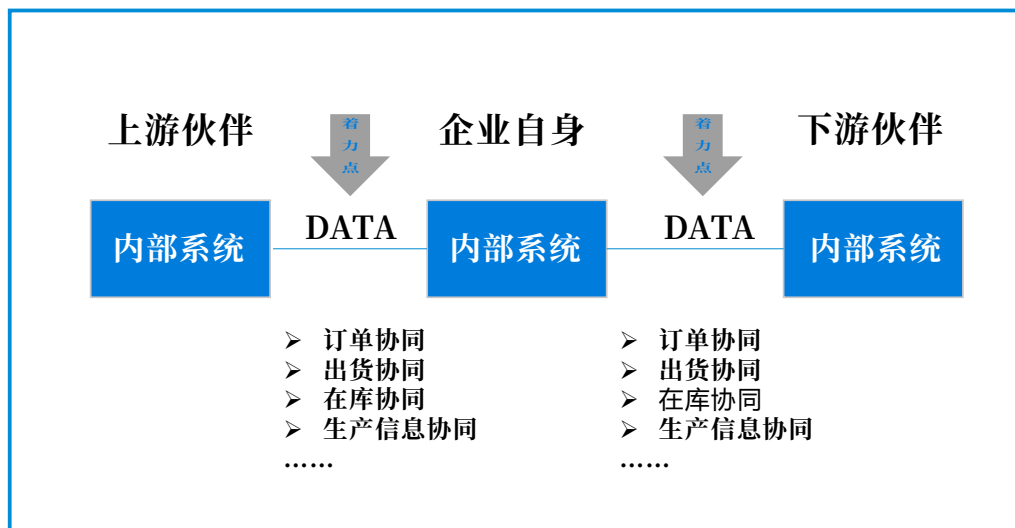 上游伙伴
着力点
企业自身
着力点
下游伙伴
内部系统
DATA
内部系统
DATA
内部系统
➢ 订单协同
➢ 出货协同
➢ 在库协同
➢ 生产信息协同
……
➢ 订单协同
➢ 出货协同
➢ 在库协同
➢ 生产信息协同
……